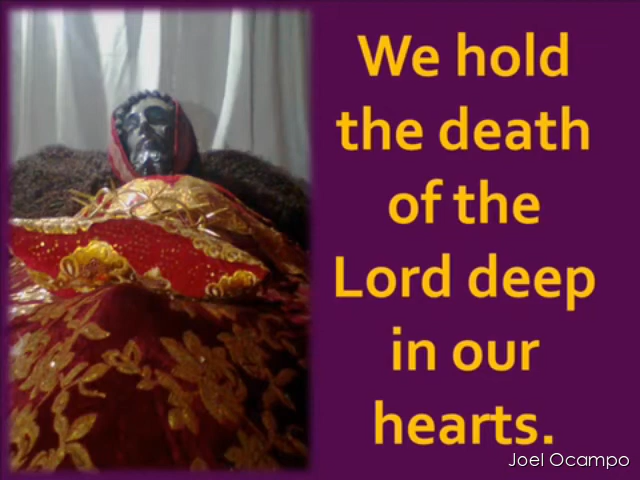 We hold
the death
of the
Lord deep
in our
hearts.
Joel Ocampo